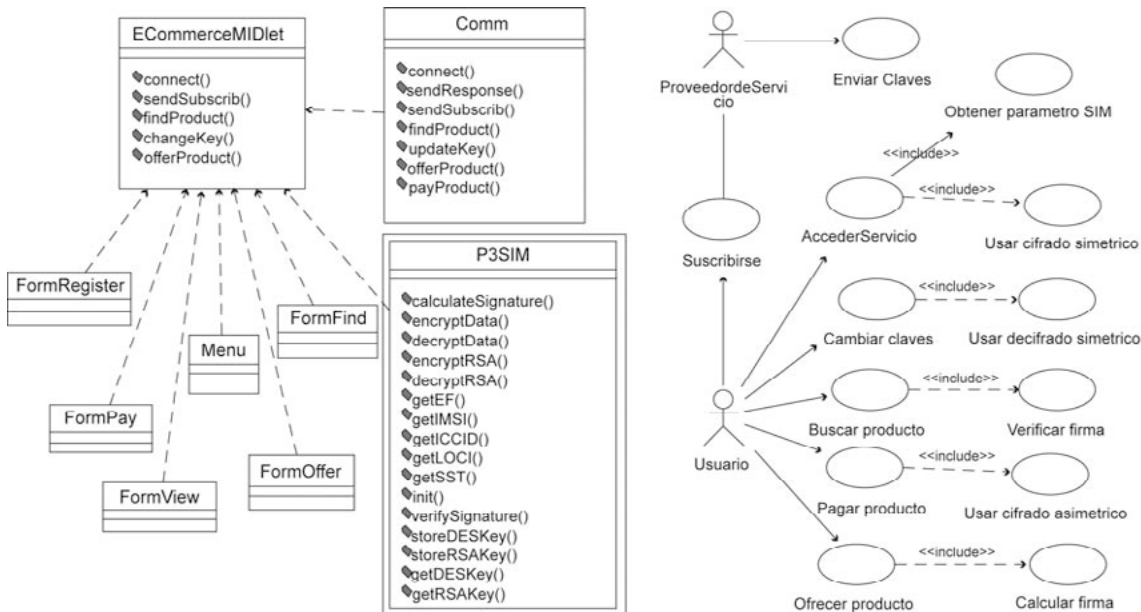 ECommerceMIDlet
connect()
sendSubscrib()
findProduct()
changeKey()
offerProduct()
Comm
connect()
sendResponse()
sendSubscrib()
findProduct()
updateKey()
offerProduct()
payProduct()
P3SIM
calculateSignature()
encryptData()
decryptData()
encryptRSA()
decryptRSA()
getEF()
getIMSI()
getICCID()
getLOCI()
getSST()
init()
verifySignature()
storeDESKey()
storeRSAKey()
getDESKey()
getRSAKey()
FormRegister
FormFind
Menu
FormPay
FormOffer
FormView
ProveedordeServi
cio
Enviar Claves
Obtener parametro SIM
<<include>>
<<include>>
AccederServicio
Usar cifrado simetrico
Suscribirse
<<include>>
Cambiar claves
Usar decifrado simetrico
<<include>>
Buscar producto
Verificar firma
Usuario
<<include>>
Pagar producto
Usar cifrado asimetrico
<<include>>
Ofrecer producto
Calcular firma